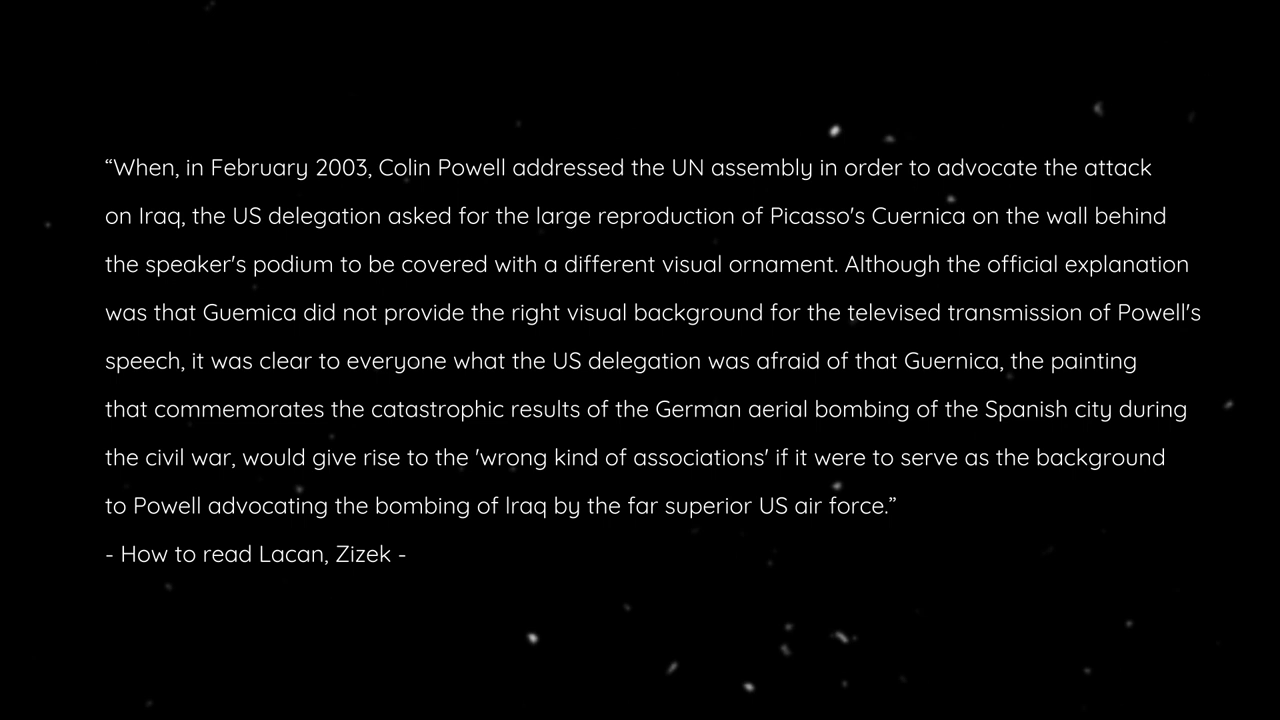 “When, in February 2003, Colin Powell addressed the UN assembly in order to advocate the attack
on Iraq, the US delegation asked for the large reproduction of Picasso's Cuernica on the wall behind
the speaker's podium to be covered with a different visual ornament. Although the official explanation
was that Guemica did not provide the right visual background for the televised transmission of Powell's
speech, it was clear to everyone what the US delegation was afraid of that Guernica, the painting
that commemorates the catastrophic results of the German aerial bombing of the Spanish city during
the civil war, would give rise to the 'wrong kind of associations' if it were to serve as the background
to Powell advocating the bombing of lraq by the far superior US air force.”
- How to read Lacan, Zizek -